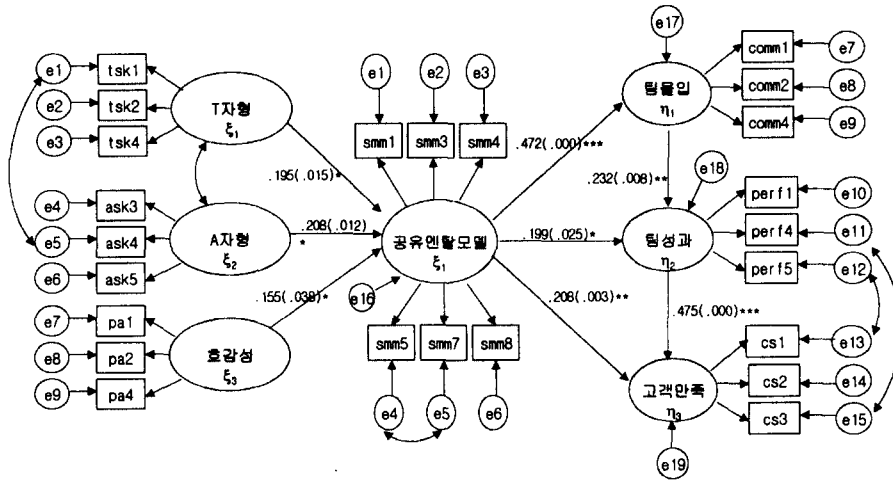 e1 tsk1
e2 tsk2
e3 tsk4
T자형
ξ₁
e4 ask3
e5 ask4
e6 ask5
A자형
ξ₂
e7 pa1
e8 pa2
e9 pa4
호감성
ξ₃
.195(.015)*
.208(.012)
*
.155(.038)*
e1 e2 e3
smm1 smm3 smm4
공유멘탈모델
ξ₁
e16
smm5 smm7 smm8
e4 e5 e6
.472(.000)***
.199(.025)*
.208(.003)**
e17
팀몰입
η₁
comm1 e7
comm2 e8
comm4 e9
.232(.008)**
e18
팀성과
η₂
perf1 e10
perf4 e11
perf5 e12
.475(.000)***
고객만족
η₃
cs1 e13
cs2 e14
cs3 e15
e19